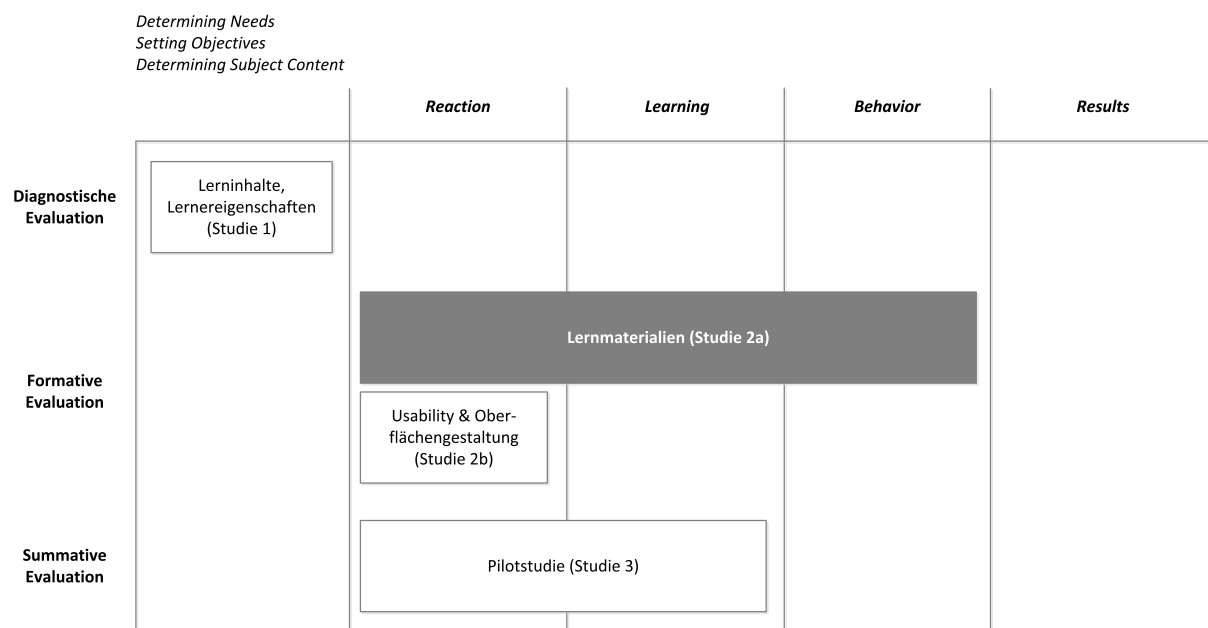 Determining Needs
Setting Objectives
Determining Subject Content
Reaction
Learning
Behavior
Results
Diagnostische
Evaluation
Lerninhalte,
Lernereigenschaften
(Studie 1)
Lernmaterialien (Studie 2a)
Formative
Evaluation
Usability & Ober-
flächengestaltung
(Studie 2b)
Summative
Evaluation
Pilotstudie (Studie 3)